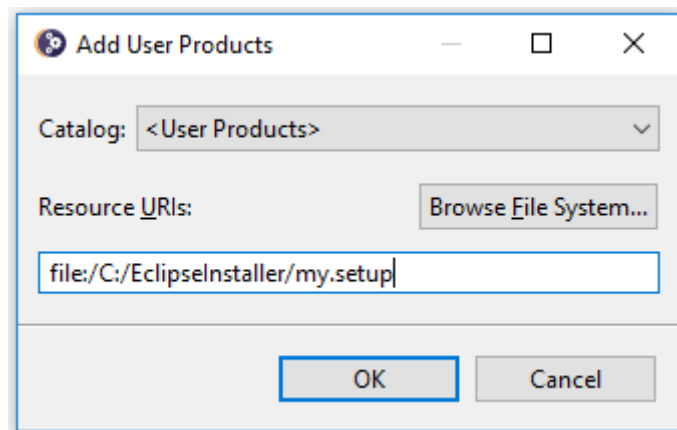 Add User Products
Catalog: <User Products>
Resource URIs: Browse File System...
file:/C:/EclipseInstaller/my.setup
OK Cancel